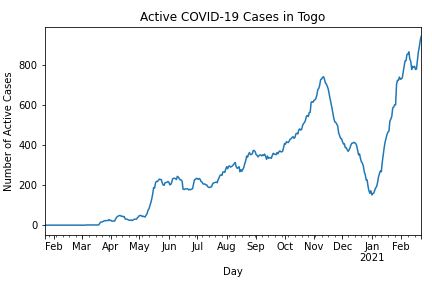 Active COVID-19 Cases in Togo
Number of Active Cases
800
600
400
200
0
Feb Mar Apr May Jun Jul Aug Sep Oct Nov Dec Jan Feb
2021
Day